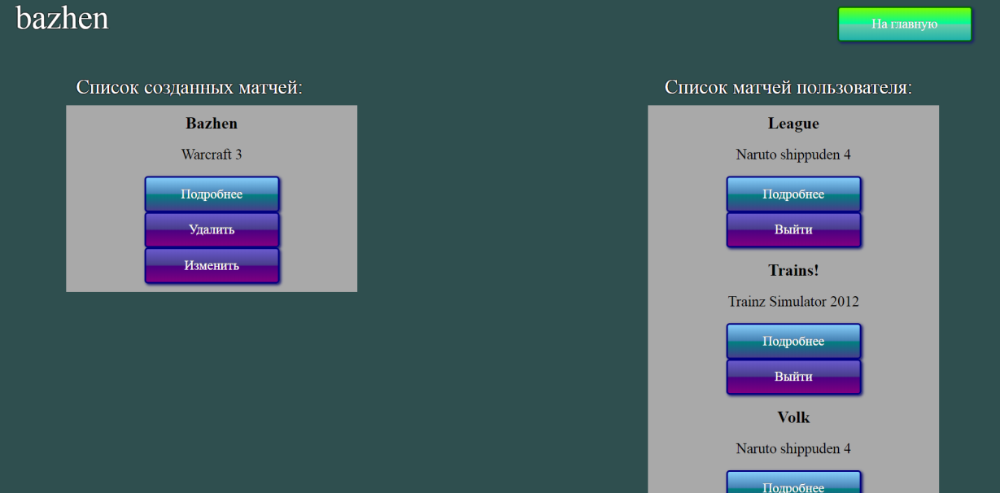 bazhen
На главную
Список созданных матчей:
Bazhen
Warcraft 3
Подробнее
Удалить
Изменить
Список матчей пользователя:
League
Naruto shippuden 4
Подробнее
Выйти
Trains!
Trainz Simulator 2012
Подробнее
Выйти
Volk
Naruto shippuden 4
Подробнее